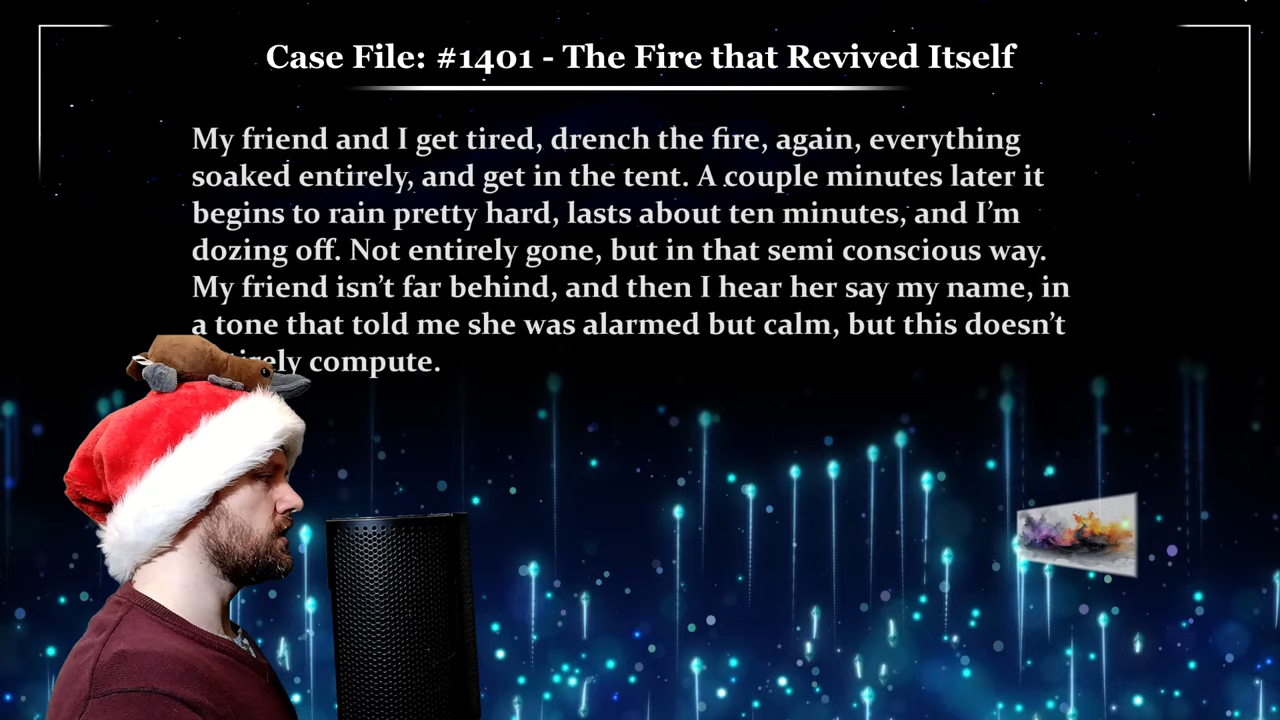 Case File: #1401 - The Fire that Revived Itself
My friend and I get tired, drench the fire, again, everything
soaked entirely, and get in the tent. A couple minutes later it
begins to rain pretty hard, lasts about ten minutes, and I’m
dozing off. Not entirely gone, but in that semi conscious way.
My friend isn’t far behind, and then I hear her say my name, in
a tone that told me she was alarmed but calm, but this doesn’t
compute.